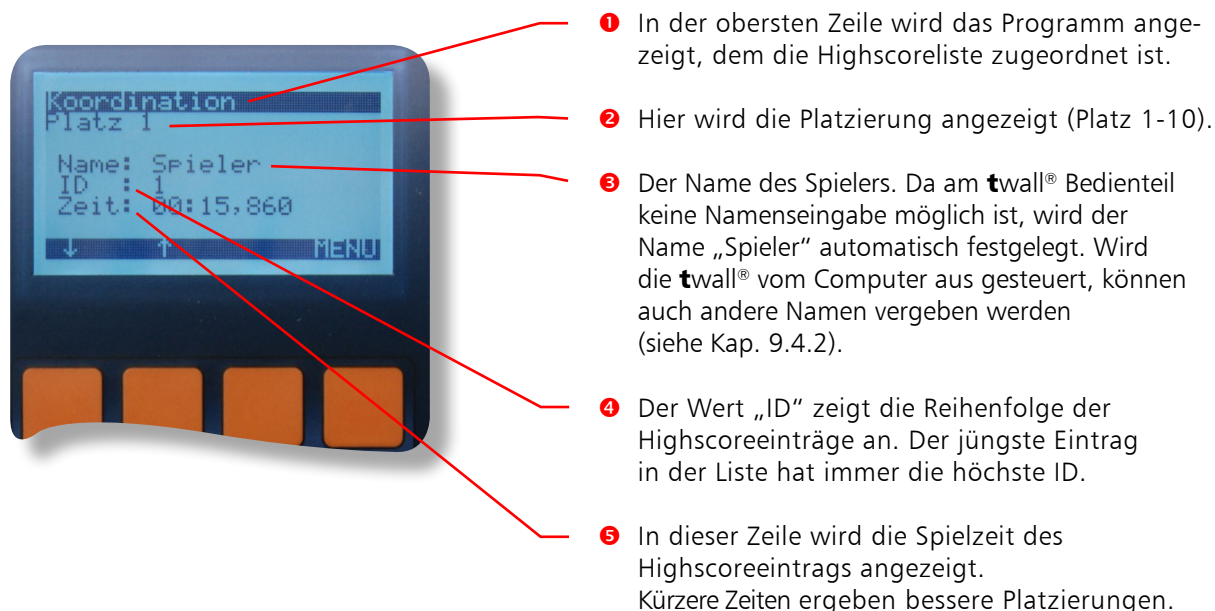 Koordination
Platz 1
Name: Spieler
ID : 1
Zeit: 00:15,860
↓ ↑ MENU
❶ In der obersten Zeile wird das Programm ange-
zeigt, dem die Highscoreliste zugeordnet ist.
❷ Hier wird die Platzierung angezeigt (Platz 1-10).
❸ Der Name des Spielers. Da am twall® Bedienteil
keine Namenseingabe möglich ist, wird der
Name „Spieler“ automatisch festgelegt. Wird
die twall® vom Computer aus gesteuert, können
auch andere Namen vergeben werden
(siehe Kap. 9.4.2).
❹ Der Wert „ID“ zeigt die Reihenfolge der
Highscoreeinträge an. Der jüngste Eintrag
in der Liste hat immer die höchste ID.
❺ In dieser Zeile wird die Spielzeit des
Highscoreeintrags angezeigt.
Kürzere Zeiten ergeben bessere Platzierungen.